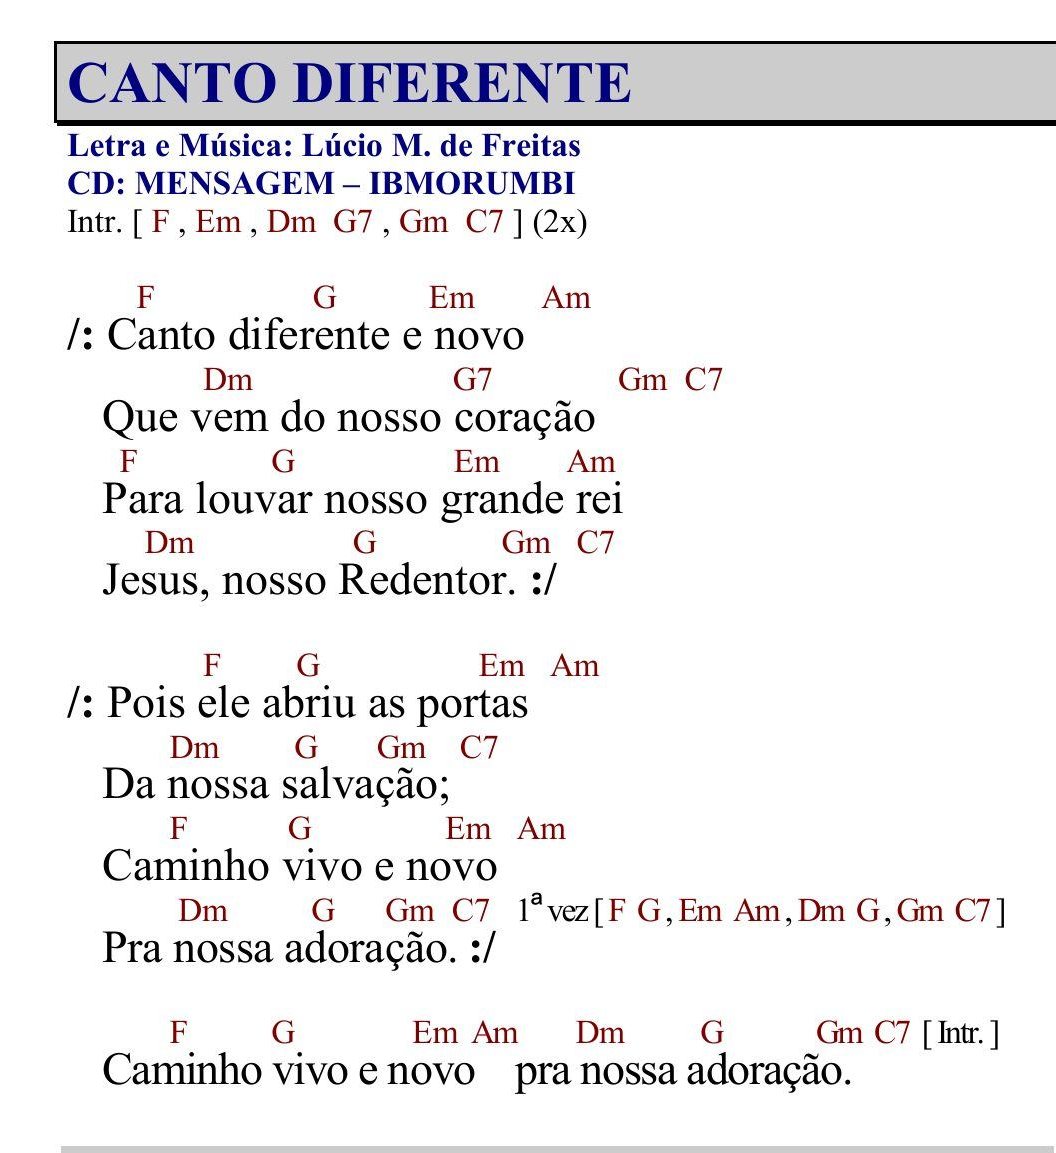 CANTO DIFERENTE
Letra e Música: Lúcio M. de Freitas
CD: MENSAGEM – IBMORUMBI
Intr. [ F , Em , Dm G7 , Gm C7 ] (2x)
F G Em Am
/: Canto diferente e novo
Dm G7 Gm C7
Que vem do nosso coração
F G Em Am
Para louvar nosso grande rei
Dm G Gm C7
Jesus, nosso Redentor. :/
F G Em Am
/: Pois ele abriu as portas
Dm G Gm C7
Da nossa salvação;
F G Em Am
Caminho vivo e novo
Dm G Gm C7 1ª vez [ F G , Em Am , Dm G , Gm C7 ]
Pra nossa adoração. :/
F G Em Am Dm G Gm C7 [ Intr. ]
Caminho vivo e novo pra nossa adoração.